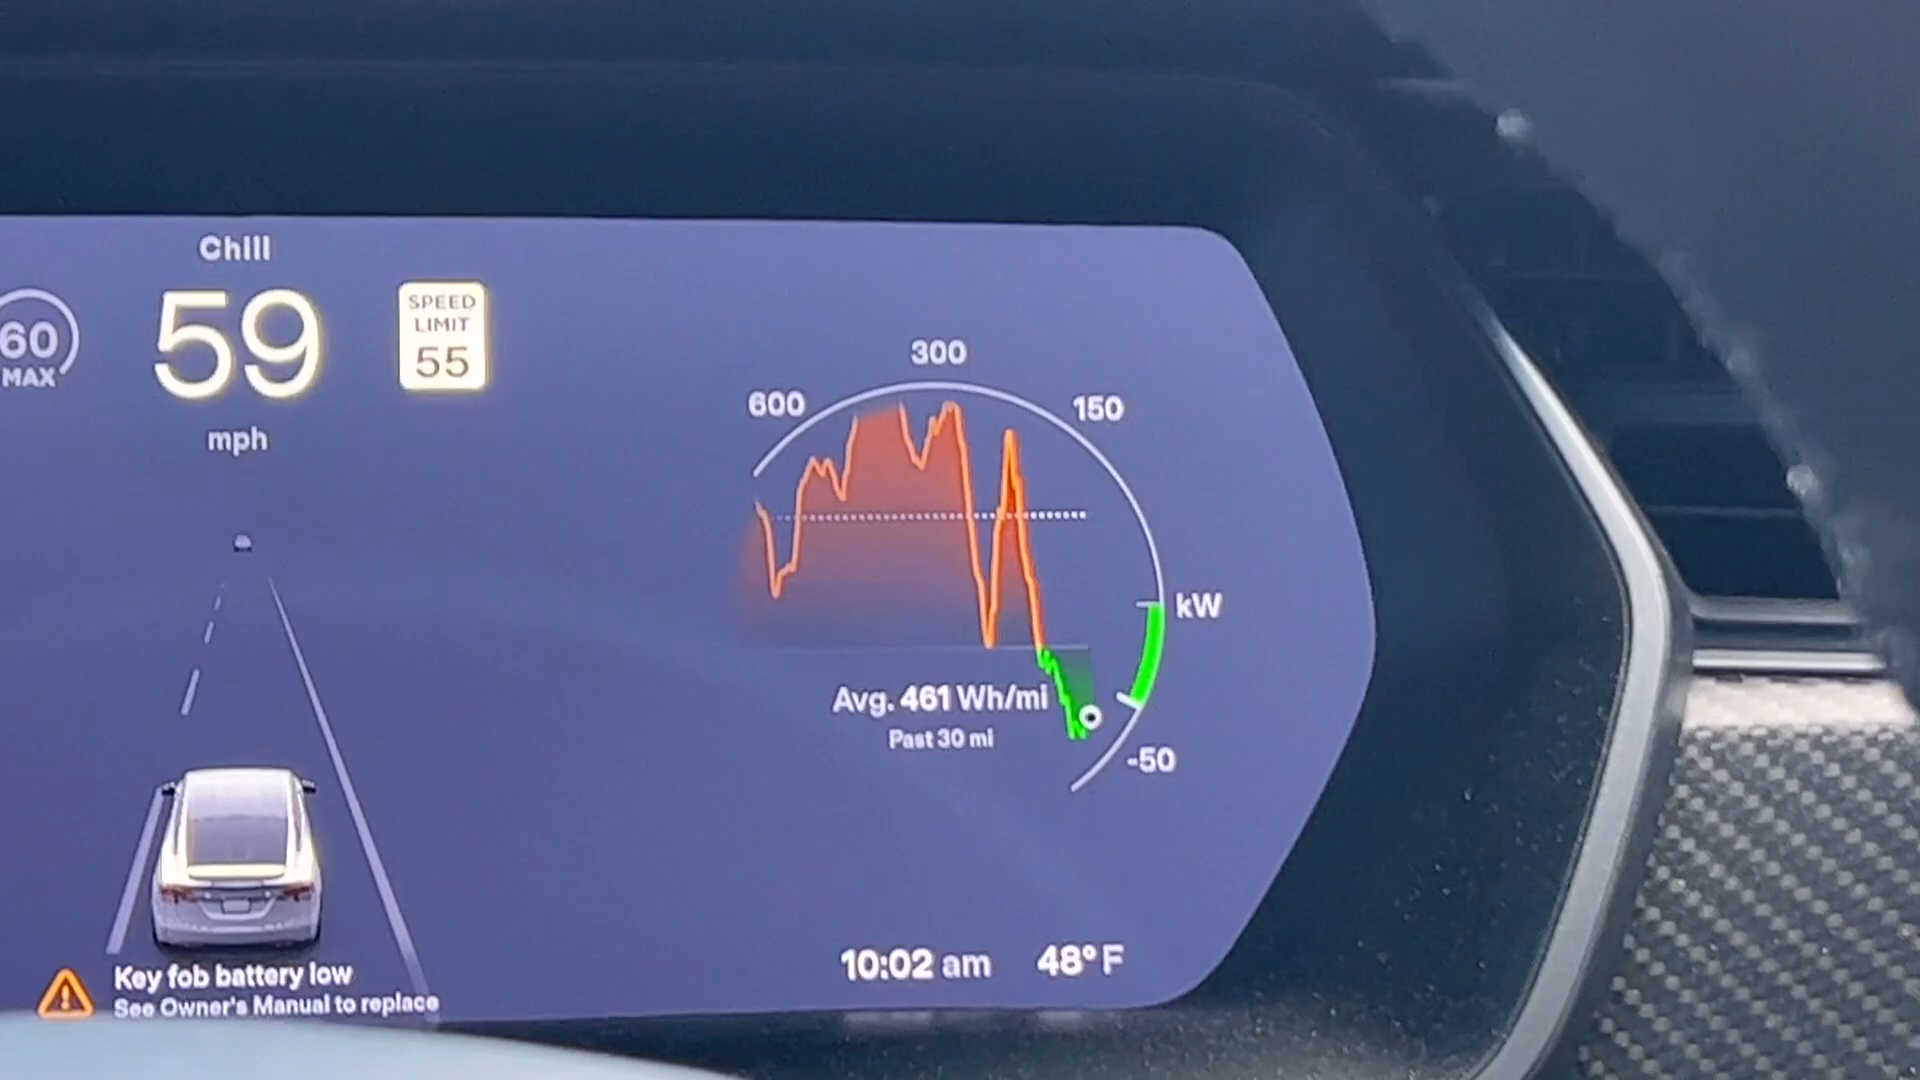 Chill
60
MAX
59
mph
SPEED
LIMIT
55
600
300
150
kW
-50
Avg. 461 Wh/mi
Past 30 mi
10:02 am
48° F
Key fob battery low
See Owner's Manual to replace